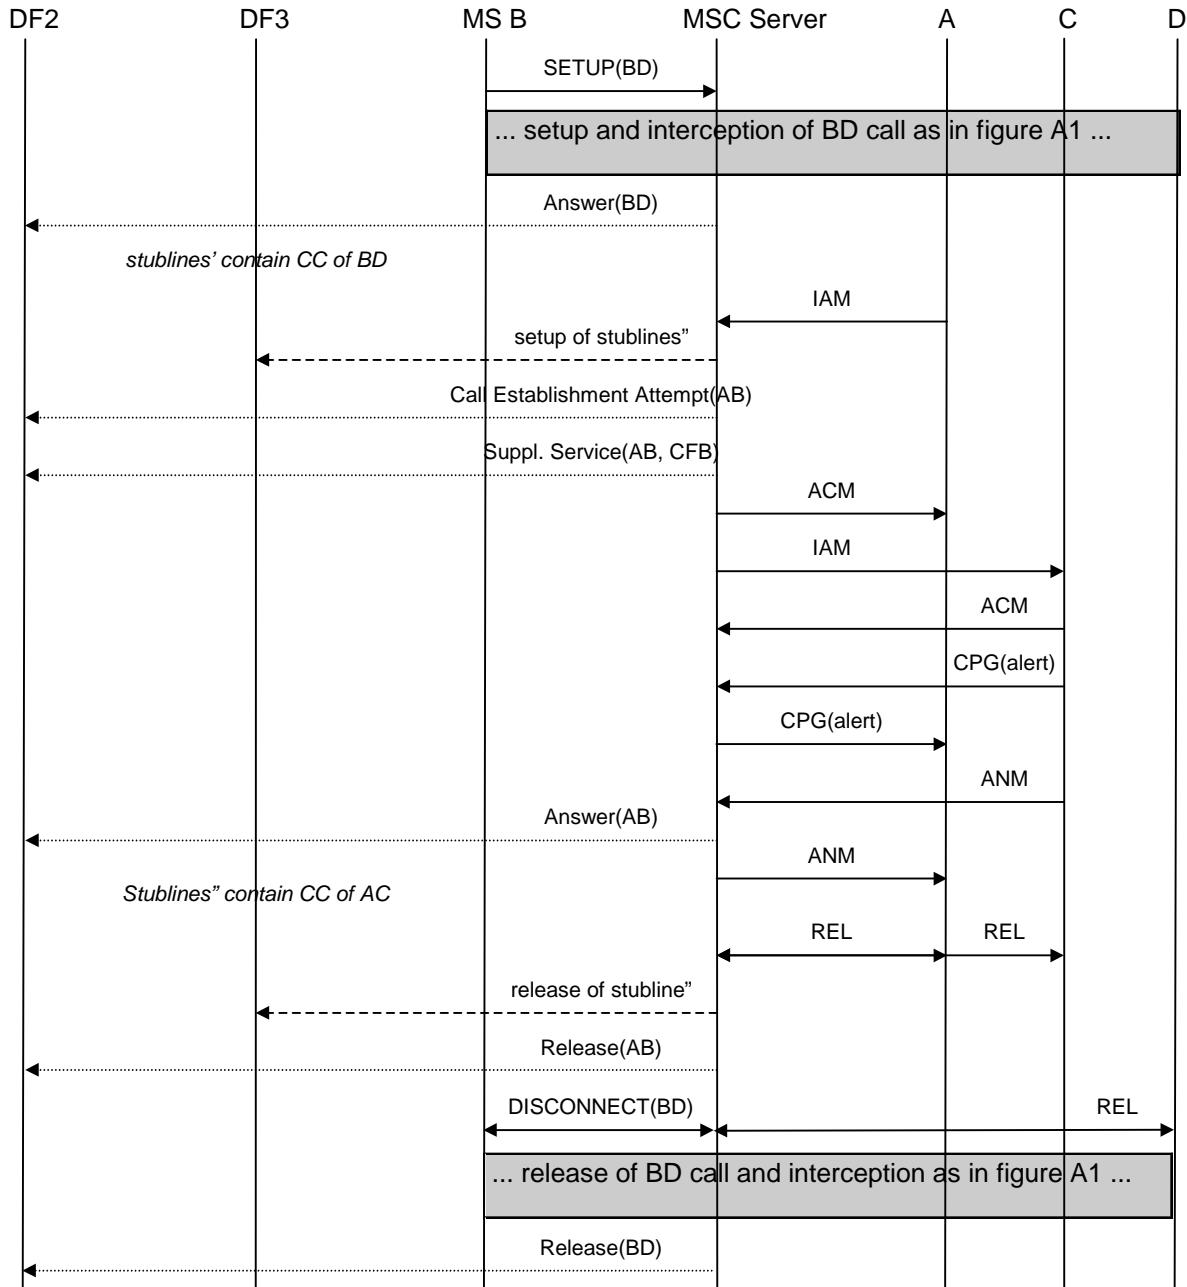 DF2 DF3 MS B MSC Server A C D
SETUP(BD)
... setup and interception of BD call as in figure A1 ...
Answer(BD)
stublines’ contain CC of BD
IAM
setup of stublines”
Call Establishment Attempt(AB)
Suppl. Service(AB, CFB)
ACM
IAM
ACM
CPG(alert)
CPG(alert)
ANM
Answer(AB)
ANM
Stublines” contain CC of AC
REL REL
release of stubline”
Release(AB)
DISCONNECT(BD) REL
... release of BD call and interception as in figure A1 ...
Release(BD)